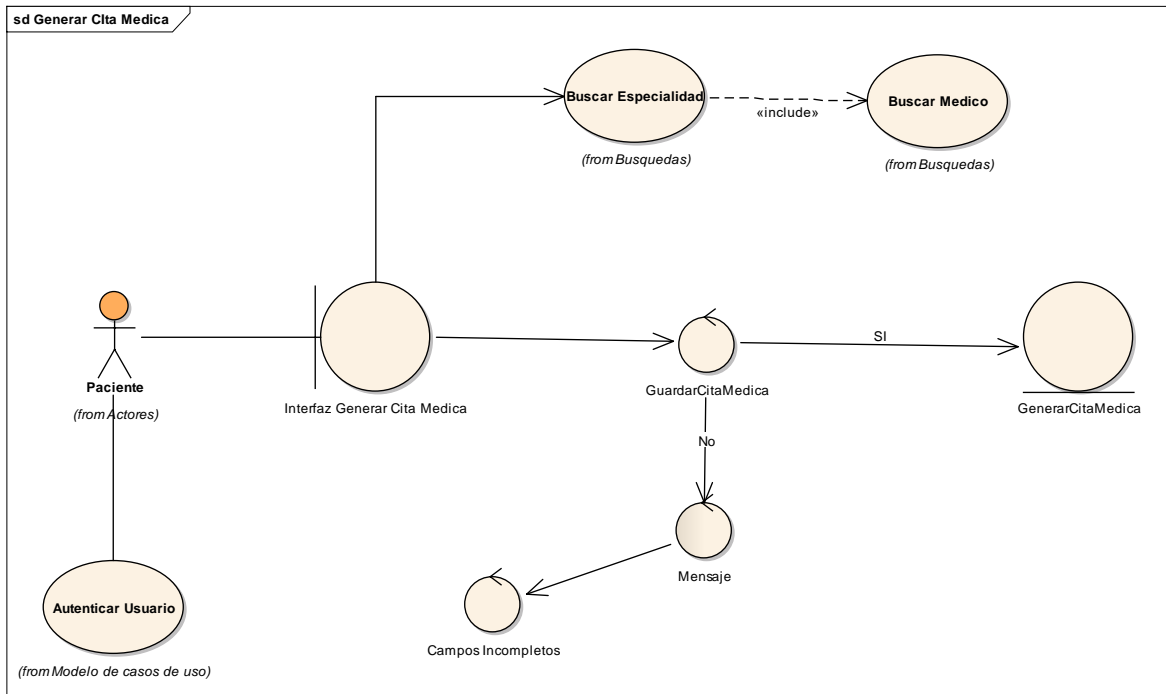 sd Generar CIta Medica
Buscar Especialidad
(from Busquedas)
«include»
Buscar Medico
(from Busquedas)
Paciente
(from Actores)
Interfaz Generar Cita Medica
GuardarCitaMedica
SI
GenerarCitaMedica
No
Mensaje
Campos Incompletos
Autenticar Usuario
(from Modelo de casos de uso)